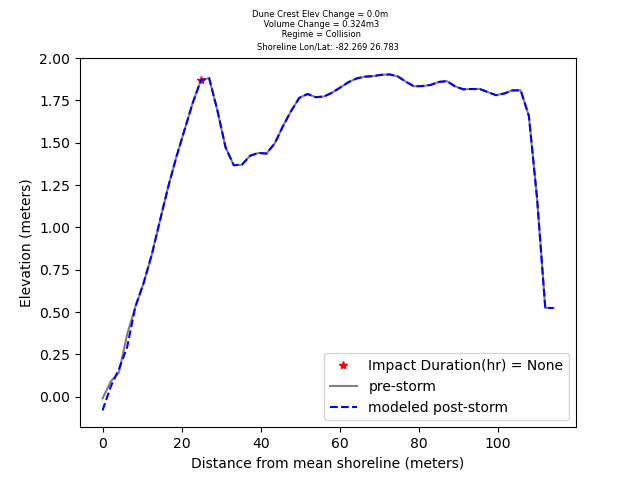 Dune Crest Elev Change = 0.0m
Volume Change = 0.324m3
Regime = Collision
Shoreline Lon/Lat: -82.269 26.783
2.00
1.75
1.50
1.25
1.00
0.75
0.50
0.25
0.00
Elevation (meters)
Impact Duration(hr) = None
pre-storm
modeled post-storm
0 20 40 60 80 100
Distance from mean shoreline (meters)